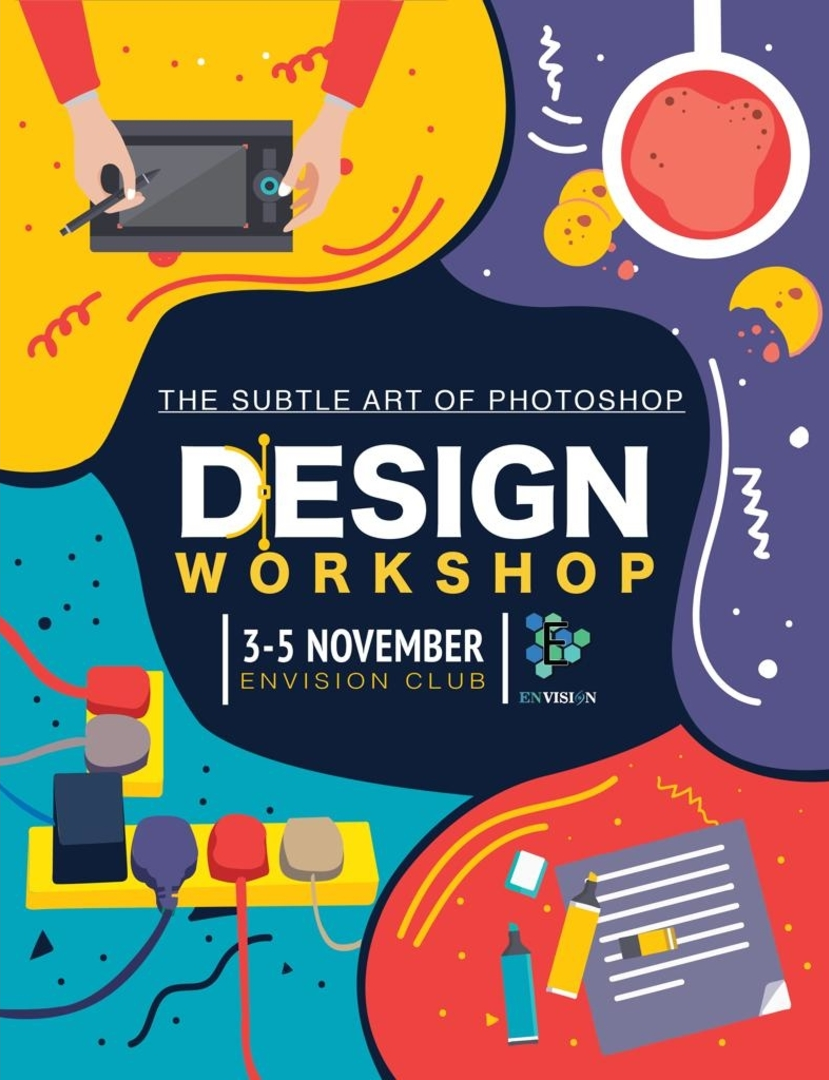 THE SUBTLE ART OF PHOTOSHOP
DESIGN
WORKSHOP
3-5 NOVEMBER
ENVISION CLUB
E
ENVISION